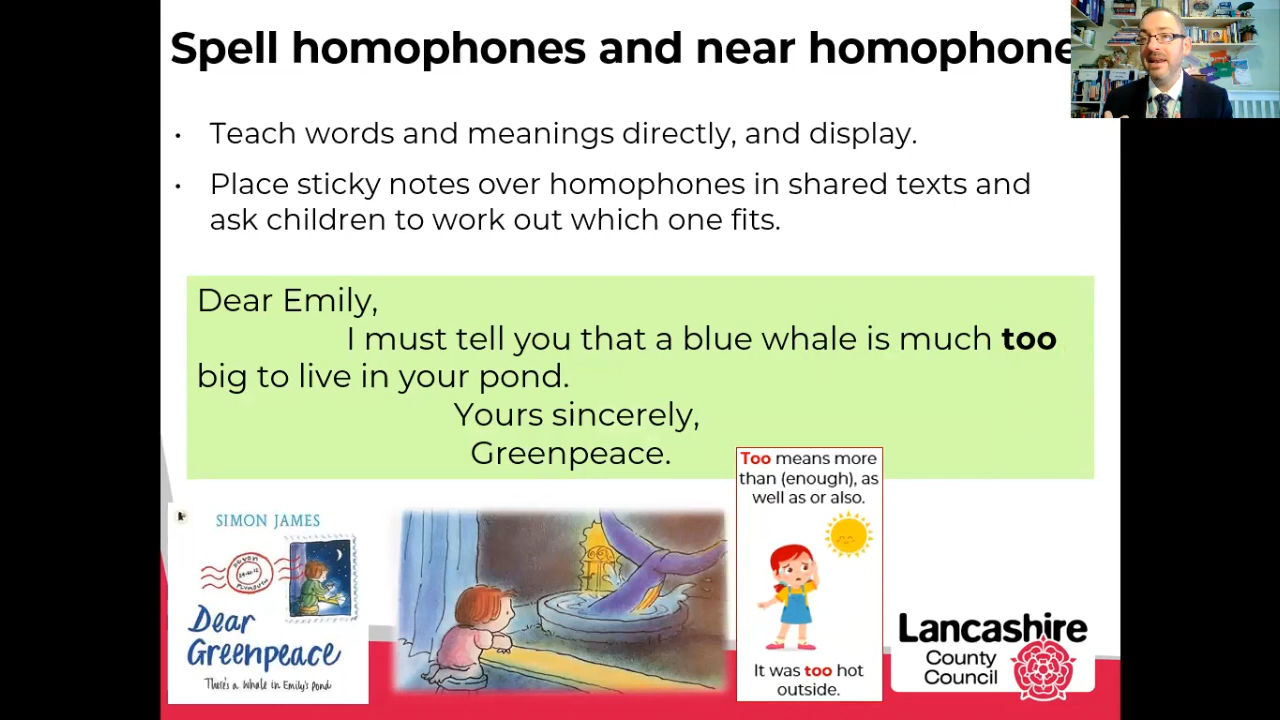 Spell homophones and near homophone
• Teach words and meanings directly, and display.
• Place sticky notes over homophones in shared texts and
ask children to work out which one fits.
Dear Emily,
I must tell you that a blue whale is much too
big to live in your pond.
Yours sincerely,
Greenpeace.
SIMON JAMES
Dear
Greenpeace
There's a Whale in Emily's Pond
Too means more
than (enough), as
well as or also.
It was too hot
outside.
Lancashire
County
Council